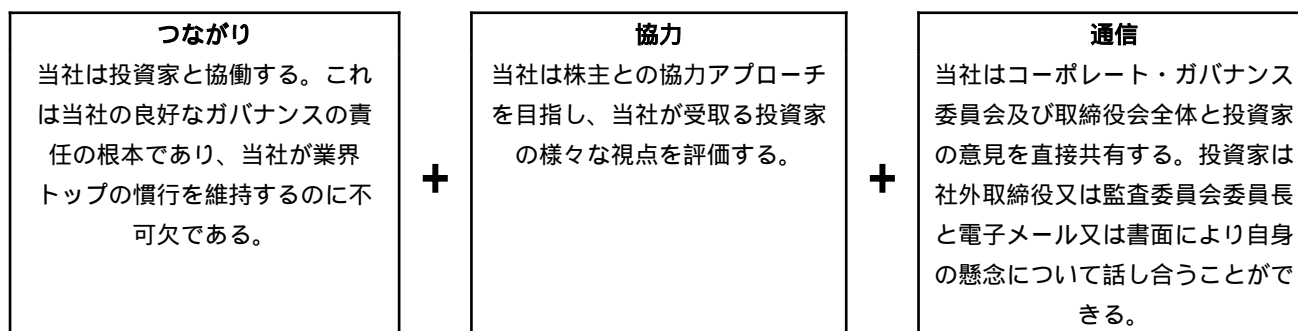 つながり
当社は投資家と協働する。これ
は当社の良好なガバナンスの責
任の根本であり、当社が業界
トップの慣行を維持するのに不
可欠である。
+
協力
当社は株主との協力アプローチ
を目指し、当社が受取る投資家
の様々な視点を評価する。
+
通信
当社はコーポレート・ガバナンス
委員会及び取締役会全体と投資家
の意見を直接共有する。投資家は
社外取締役又は監査委員会委員長
と電子メール又は書面により自身
の懸念について話し合うことがで
きる。